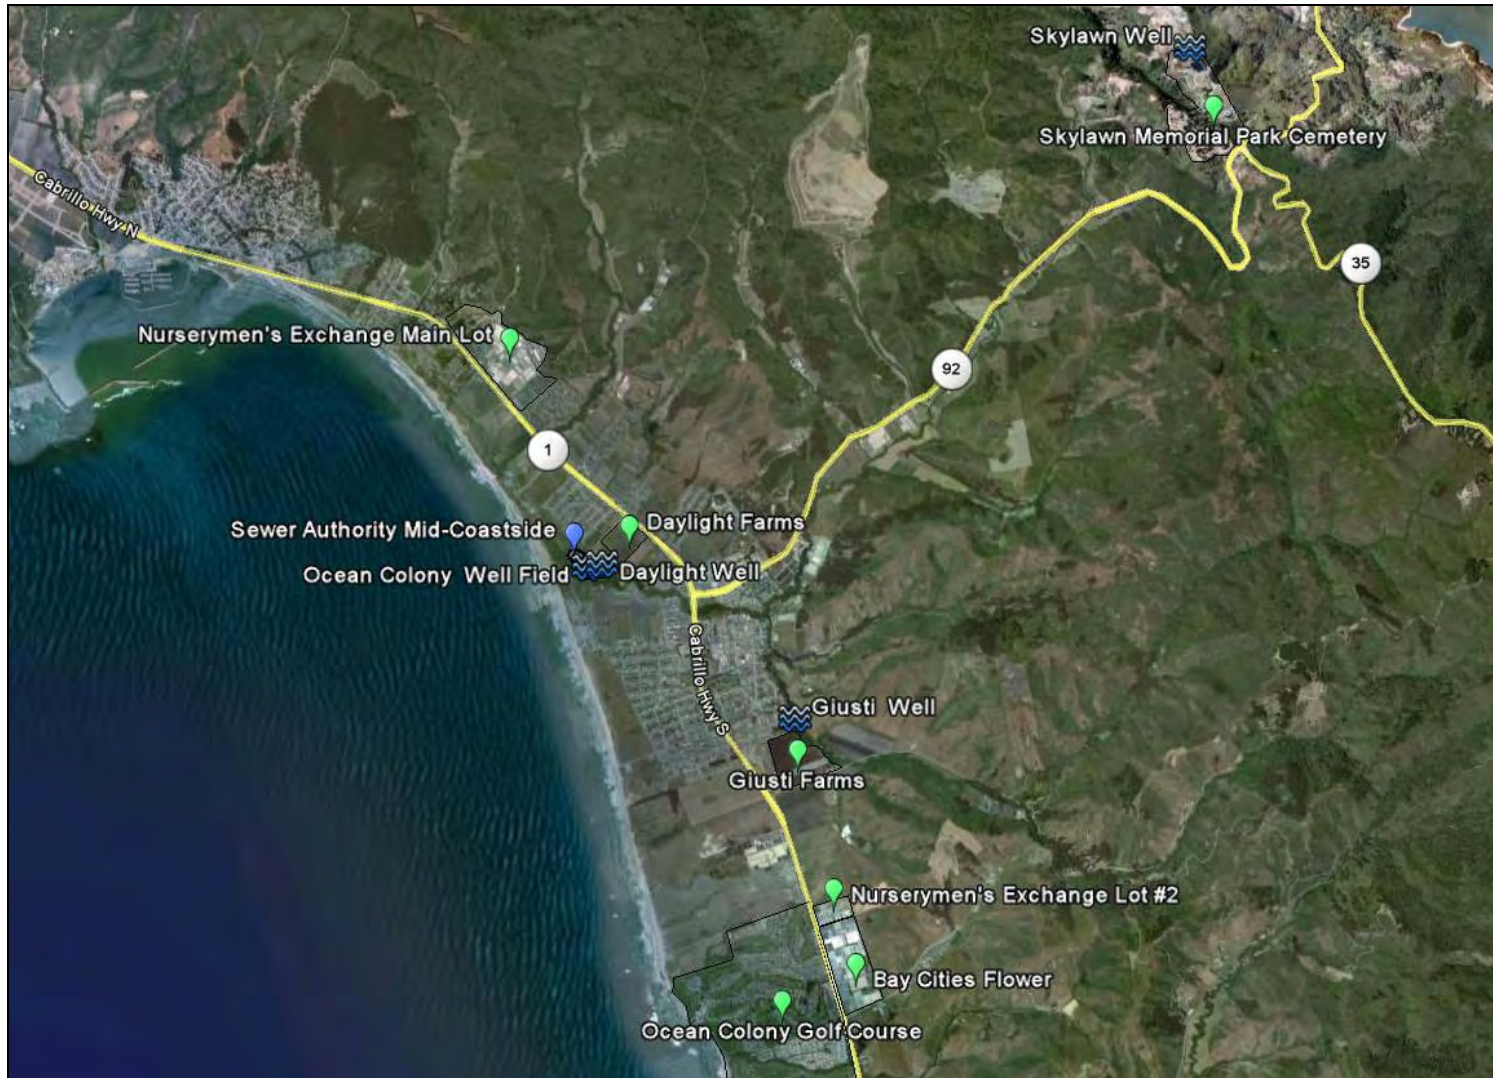 Skylawn Well
Skylawn Memorial Park Cemetery
Cabrillo Hwy N
35
Nurserymen's Exchange Main Lot
92
1
Sewer Authority Mid-Coastside
Daylight Farms
Ocean Colony Well Field
Daylight Well
Cabrillo Hwy S
Giusti Well
Giusti Farms
Nurserymen's Exchange Lot #2
Bay Cities Flower
Ocean Colony Golf Course